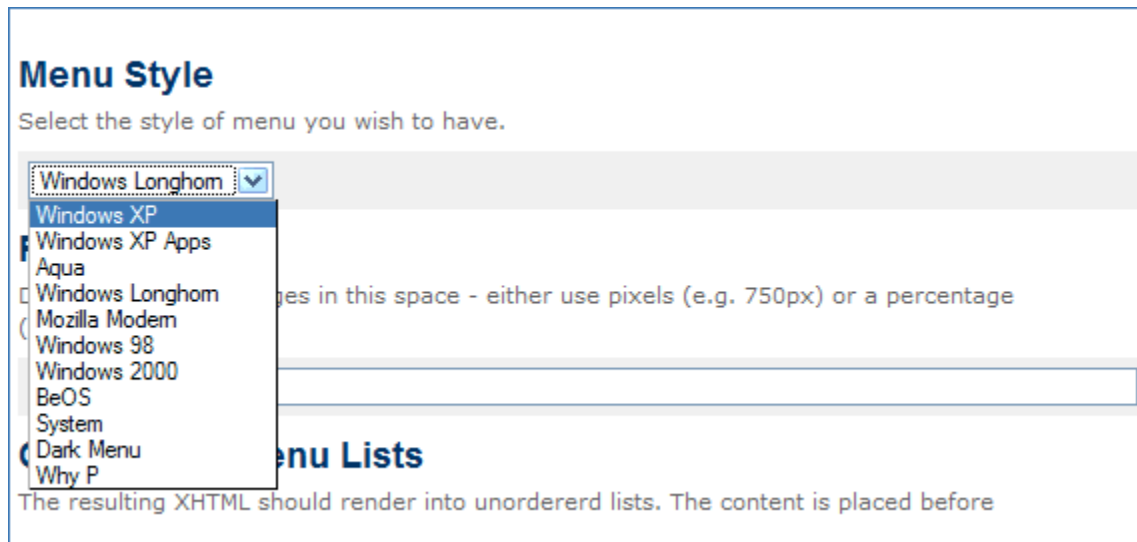 Menu Style
Select the style of menu you wish to have.
Windows Longhorn
Windows XP
Windows XP Apps
Aqua
Windows Longhorn
ges in this space - either use pixels (e.g. 750px) or a percentage
Mozilla Modern
(
Windows 98
Windows 2000
BeOS
System
Dark Menu
enu Lists
Why P
The resulting XHTML should render into unordererd lists. The content is placed before